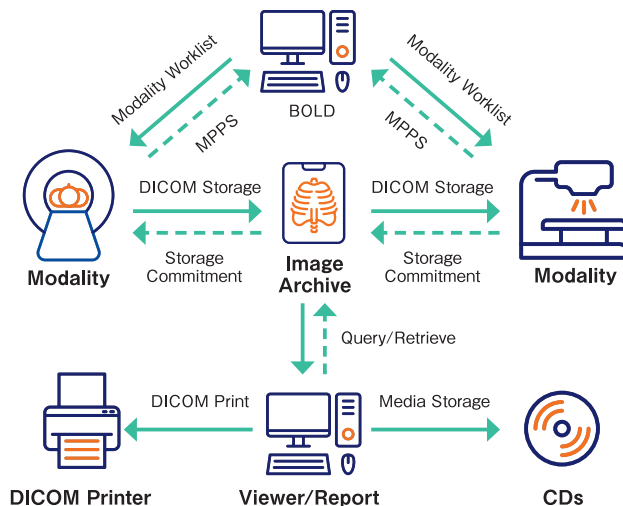 Modality Worklist
MPPS
BOLD
Modality Worklist
MPPS
DICOM Storage
DICOM Storage
Storage
Commitment
Storage
Commitment
Modality
Image
Archive
Modality
Query/Retrieve
DICOM Print
Media Storage
DICOM Printer
Viewer/Report
CDs